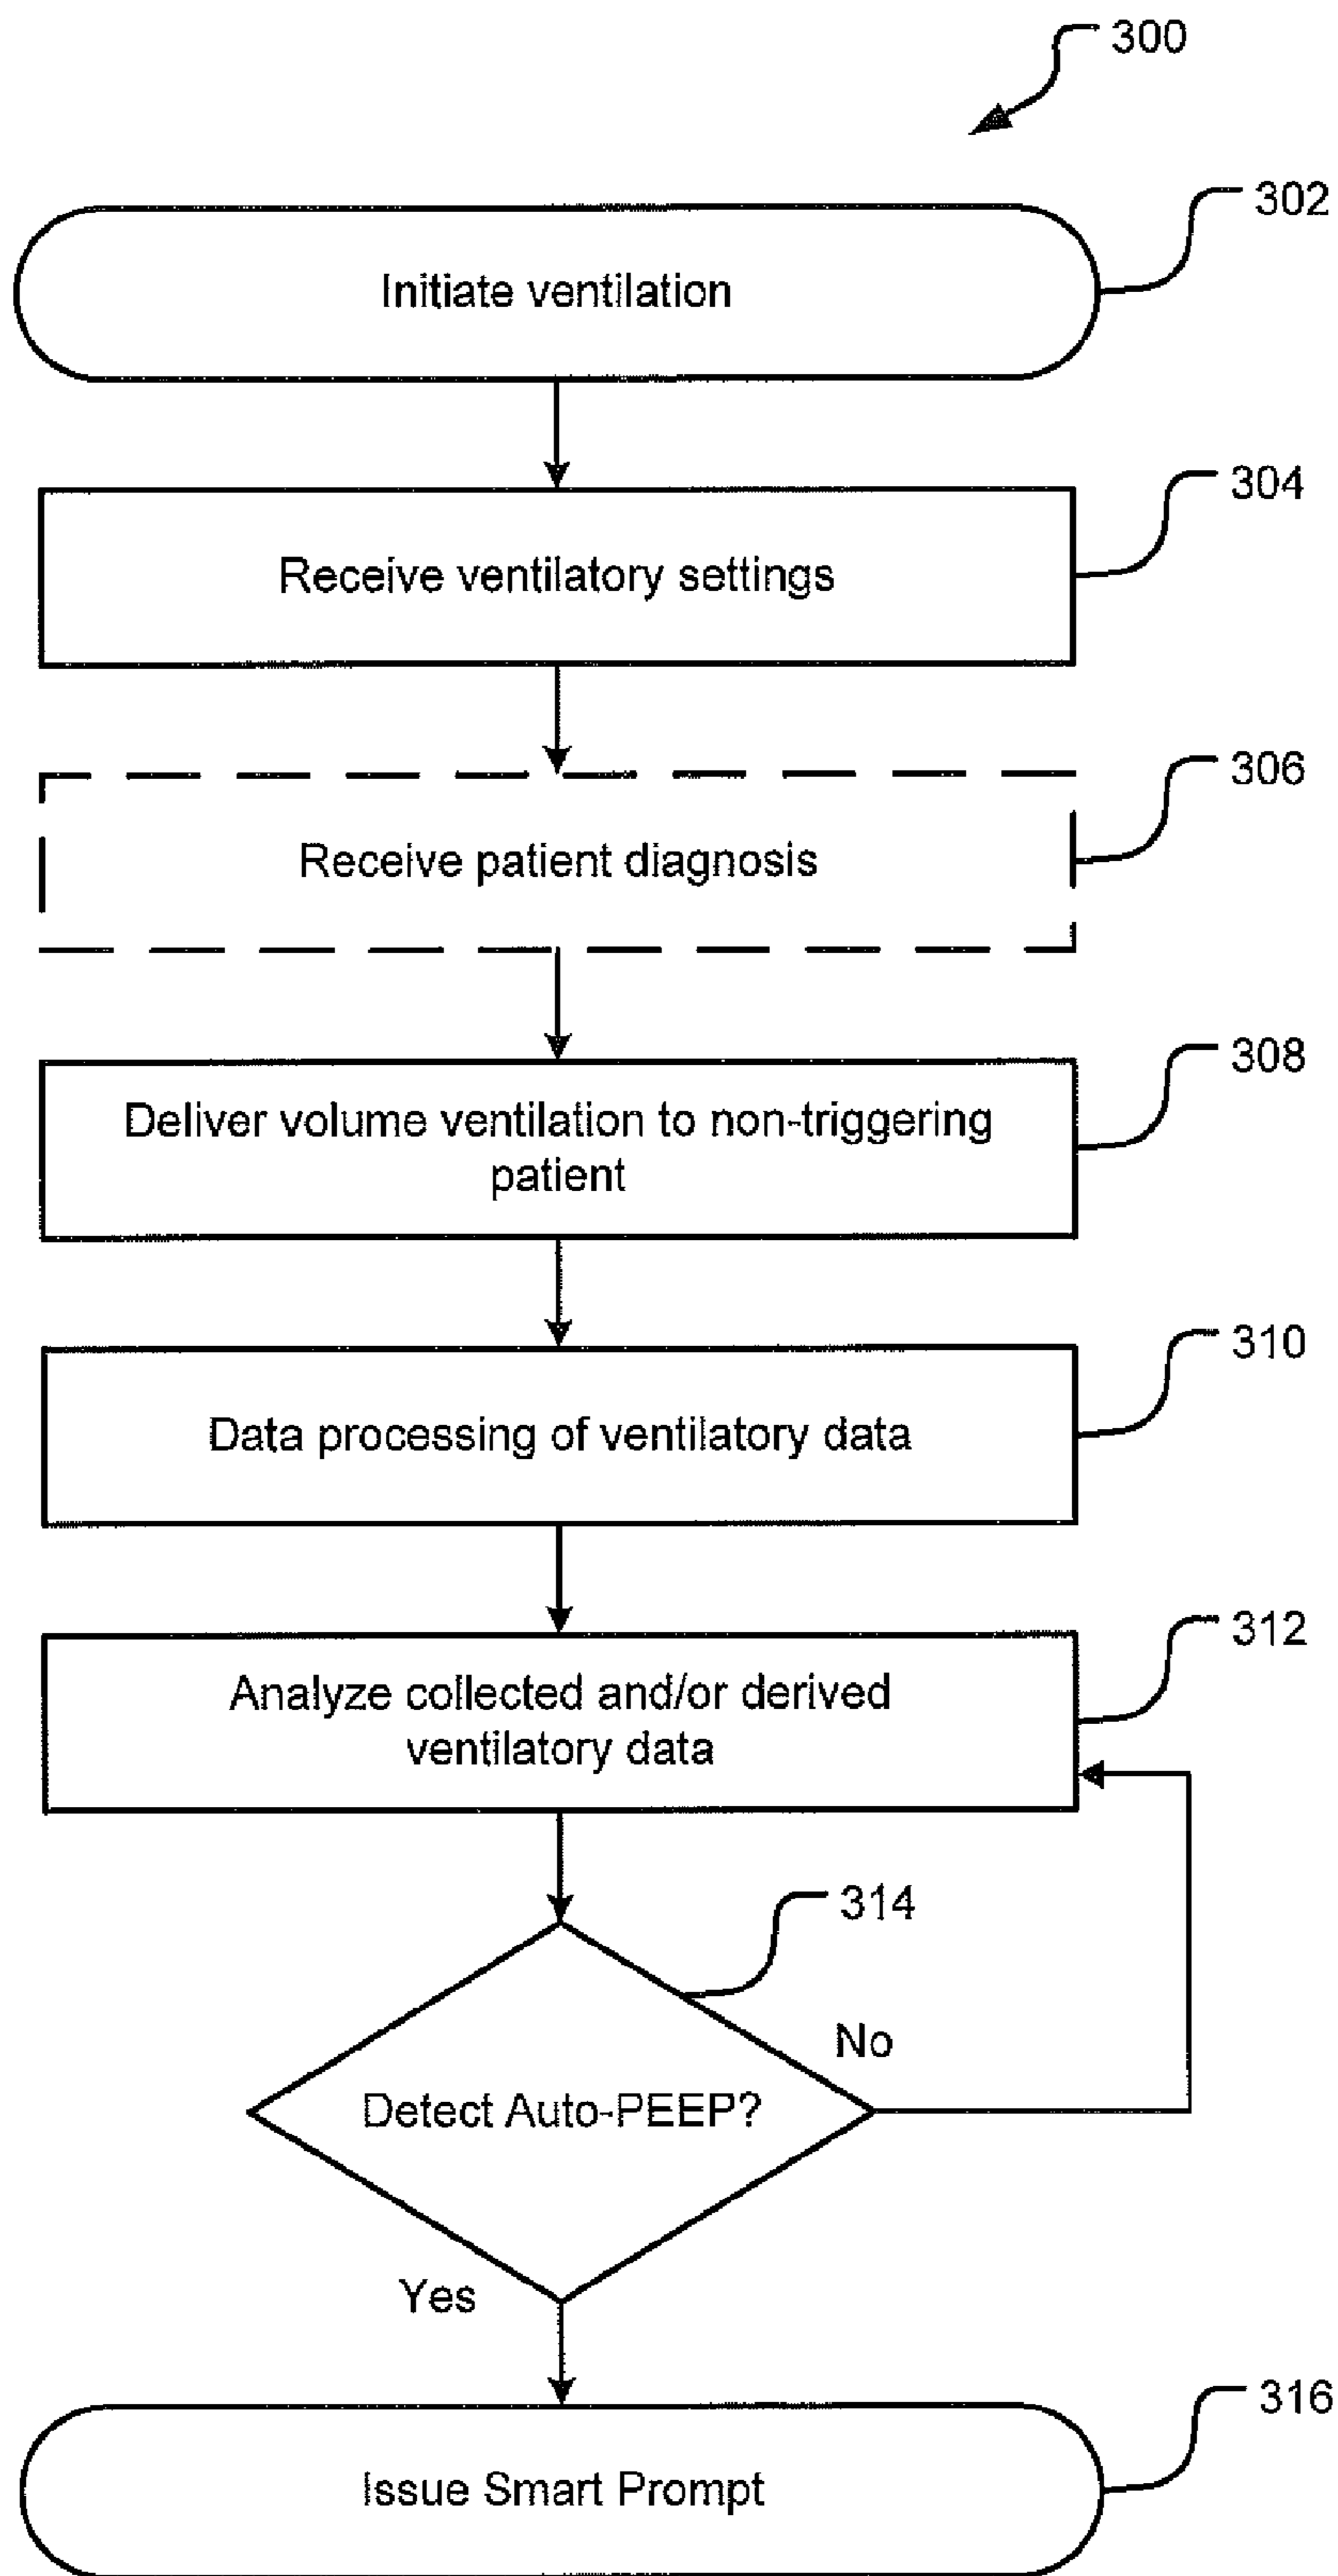 300
302
Initiate ventilation
304
Receive ventilatory settings
306
Receive patient diagnosis
308
Deliver volume ventilation to non-triggering
patient
310
Data processing of ventilatory data
312
Analyze collected and/or derived
ventilatory data
314
No
Detect Auto-PEEP?
Yes
316
Issue Smart Prompt